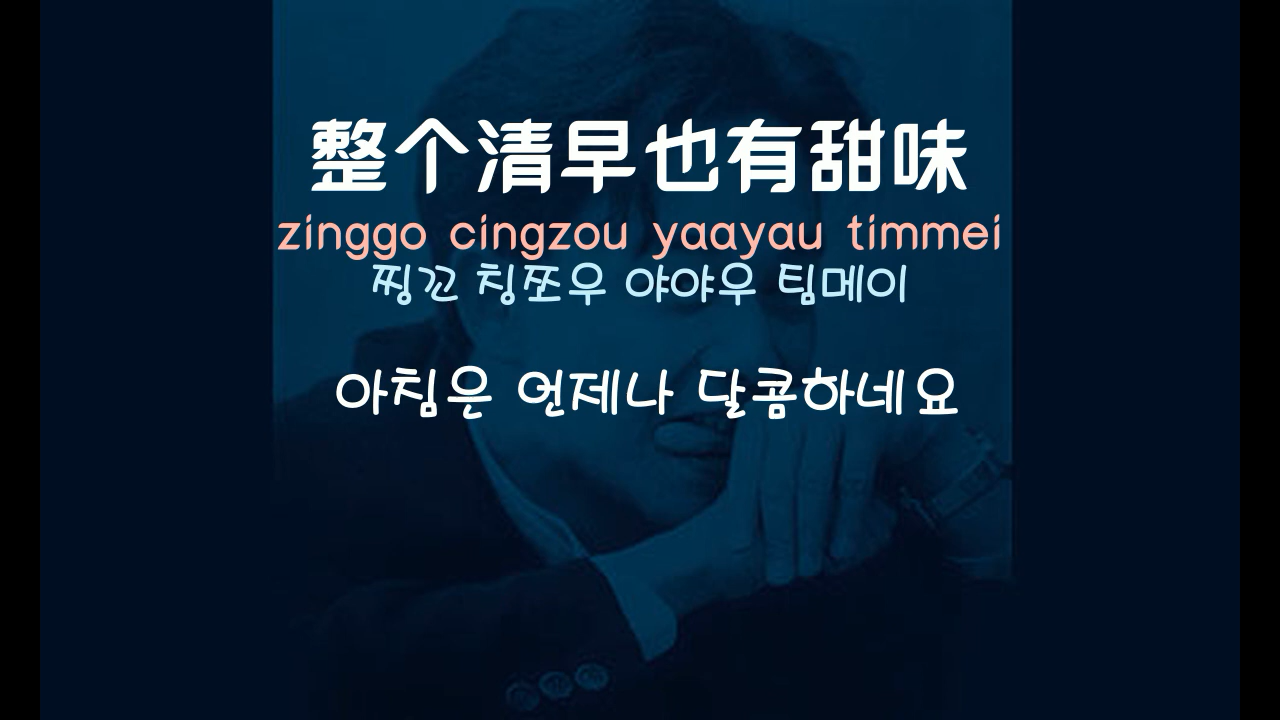 整个清早也有甜味
zinggo cingzou yaayau timmei
찡꼬 칭쪼우 야야우 팀메이
아침은 언제나 달콤하네요